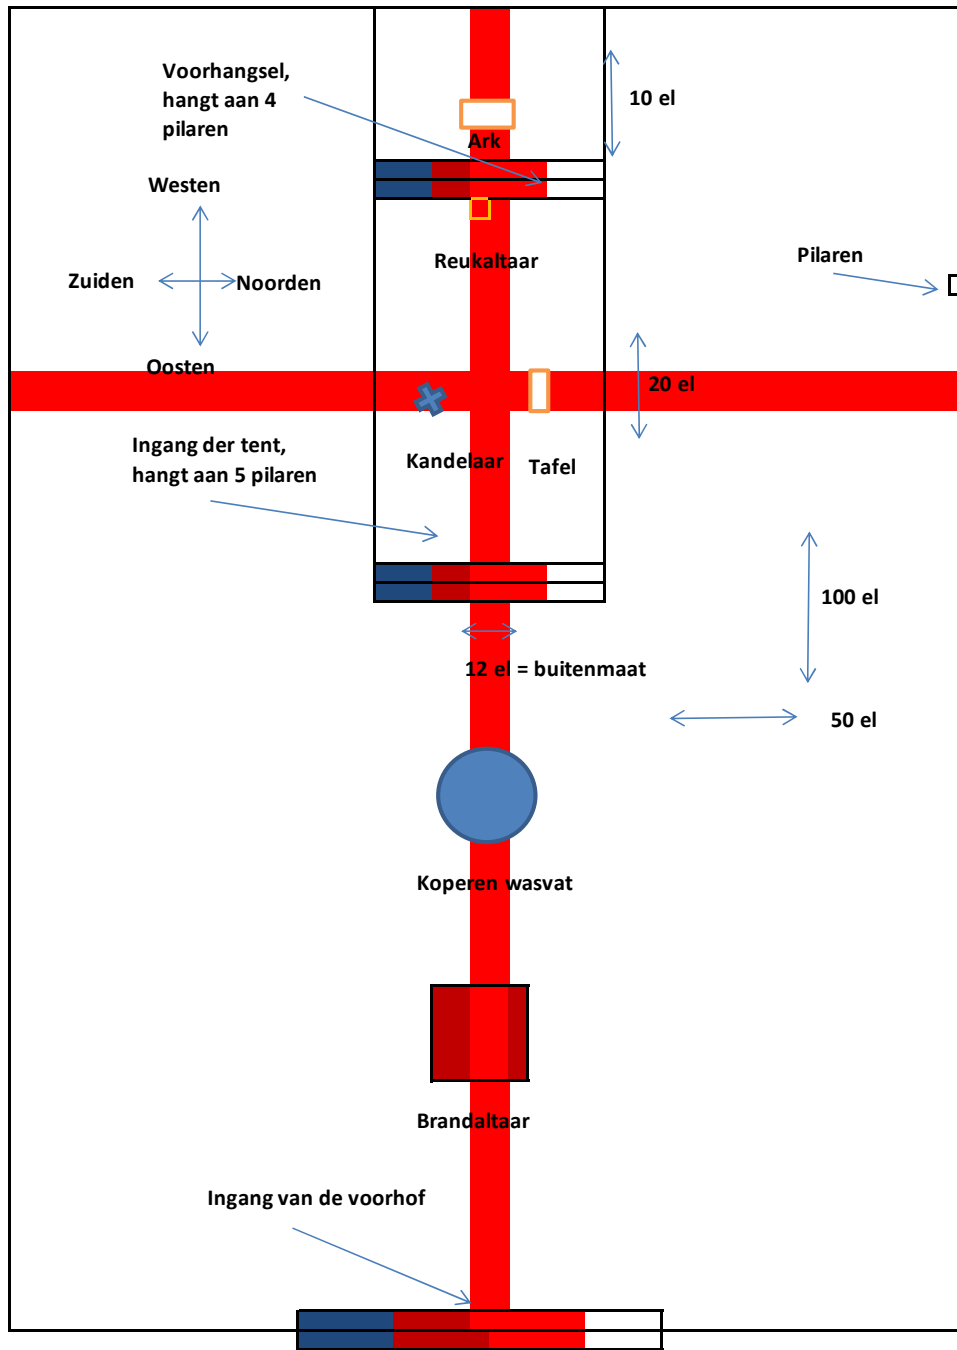 Voorhangsel,
hangt aan 4
pilaren
10 el
Ark
Westen
Reukaltaar
Pilaren
Zuiden
Noorden
Oosten
20 el
Ingang der tent,
hangt aan 5 pilaren
Kandelaar
Tafel
100 el
12 el = buitenmaat
50 el
Koperen wasvat
Brandaltaar
Ingang van de voorhof